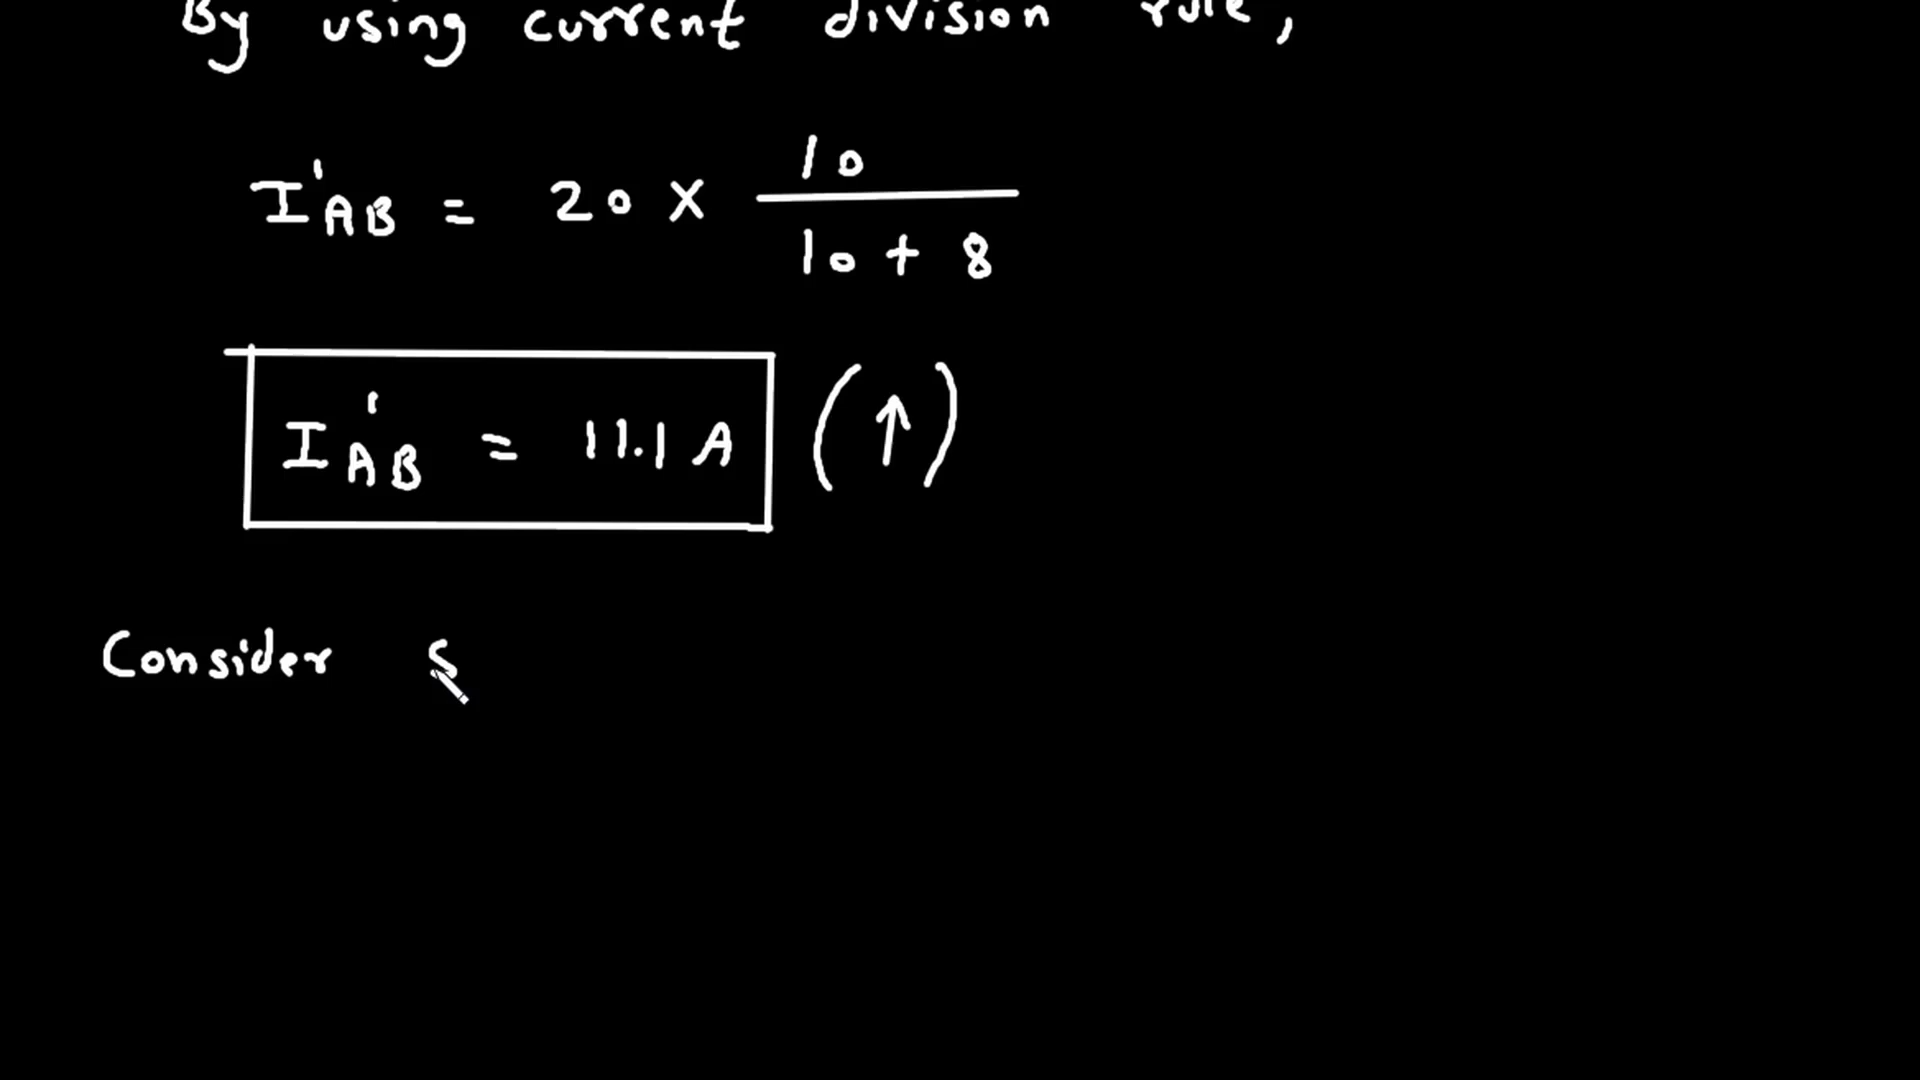 By using current division rule,
I'AB = 20 × 10 / 10 + 8
I'AB = 11.1 A (↑)
Consider